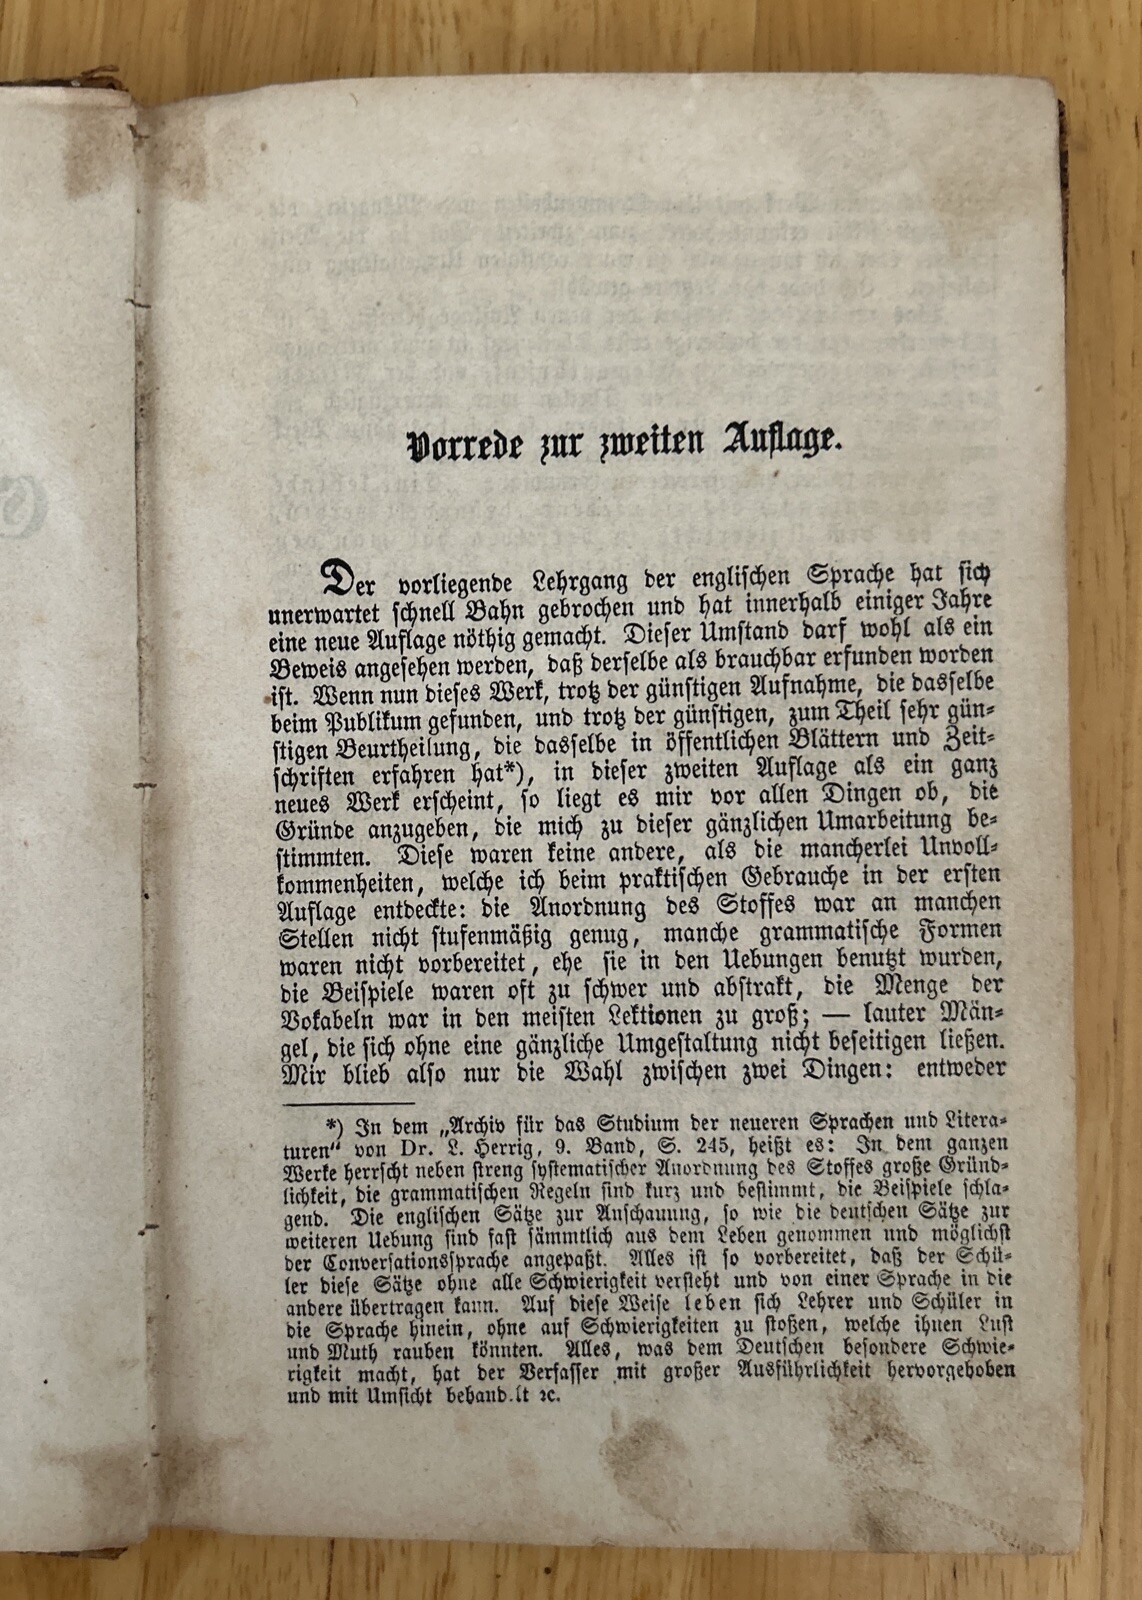 Vorrede zur zweiten Auflage.
Der vorliegende Lehrgang der englischen Sprache hat sich
unerwartet schnell Bahn gebrochen und hat innerhalb einiger Jahre
eine neue Auflage nöthig gemacht. Dieser Umstand darf wohl als ein
Beweis angesehen werden, daß derselbe als brauchbar erfunden worden
ist. Wenn nun dieses Werk, trotz der günstigen Aufnahme, die dasselbe
beim Publikum gefunden, und trotz der günstigen, zum Theil sehr gün-
stigen Beurtheilung, die dasselbe in öffentlichen Blättern und Zeit-
schriften erfahren hat*), in dieser zweiten Auflage als ein ganz
neues Werk erscheint, so liegt es mir vor allen Dingen ob, die
Gründe anzugeben, die mich zu dieser gänzlichen Umarbeitung be-
stimmten. Diese waren keine andere, als die mancherlei Unvoll-
kommenheiten, welche ich beim praktischen Gebrauche in der ersten
Auflage entdeckte: die Anordnung des Stoffes war an manchen
Stellen nicht stufenmäßig genug, manche grammatische Formen
waren nicht vorbereitet, ehe sie in den Uebungen benutzt wurden,
die Beispiele waren oft zu schwer und abstrakt, die Menge der
Vokabeln war in den meisten Lektionen zu groß; — lauter Män-
gel, die sich ohne eine gänzliche Umgestaltung nicht beseitigen ließen.
Mir blieb also nur die Wahl zwischen zwei Dingen: entweder
*) In dem „Archiv für das Studium der neueren Sprachen und Litera-
turen“ von Dr. L. Herrig, 9. Band, S. 245, heißt es: In dem ganzen
Werke herrscht neben streng systematischer Anordnung des Stoffes große Gründ-
lichkeit, die grammatischen Regeln sind kurz und bestimmt, die Beispiele schla-
gend. Die englischen Sätze zur Anschauung, so wie die deutschen Sätze zur
weiteren Uebung sind fast sämmtlich aus dem Leben genommen und möglichst
der Conversationssprache angepaßt. Alles ist so vorbereitet, daß der Schü-
ler diese Sätze ohne alle Schwierigkeit versteht und von einer Sprache in die
andere übertragen kann. Auf diese Weise leben sich Lehrer und Schüler in
die Sprache hinein, ohne auf Schwierigkeiten zu stoßen, welche ihnen Lust
und Muth rauben könnten. Alles, was dem Deutschen besondere Schwie-
rigkeit macht, hat der Verfasser mit großer Ausführlichkeit hervorgehoben
und mit Umsicht behandelt ꝛc.